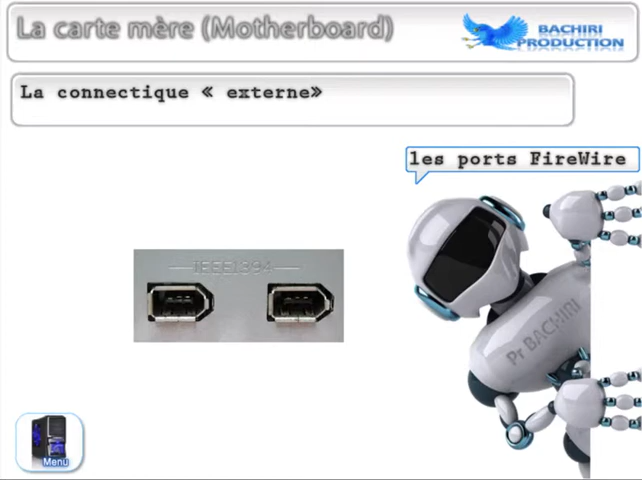 La carte mère (Motherboard)
BACHIRI
PRODUCTION
La connectique « externe»
les ports FireWire
IEEE1394
Pr BACHIRI
Menu